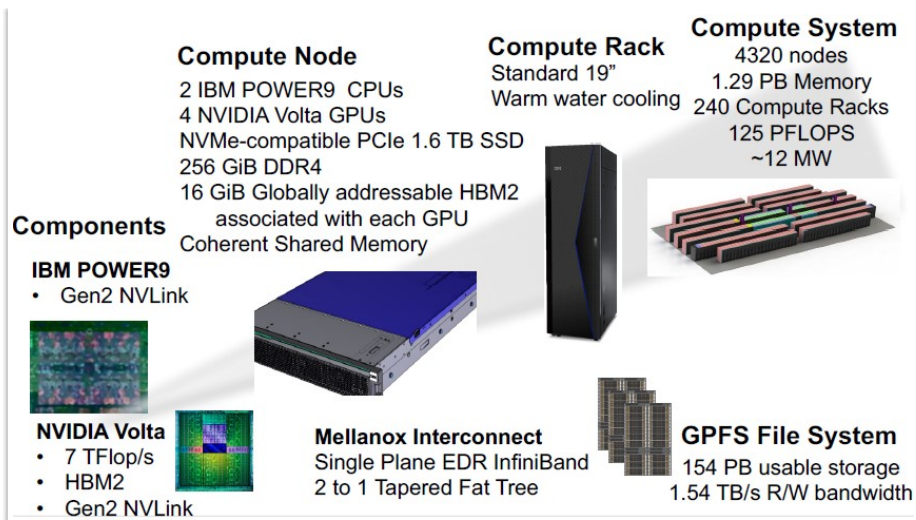 Components
IBM POWER9
• Gen2 NVLink
NVIDIA Volta
• 7 TFlop/s
• HBM2
• Gen2 NVLink
Compute Node
2 IBM POWER9 CPUs
4 NVIDIA Volta GPUs
NVMe-compatible PCIe 1.6 TB SSD
256 GiB DDR4
16 GiB Globally addressable HBM2
associated with each GPU
Coherent Shared Memory
Compute Rack
Standard 19”
Warm water cooling
Compute System
4320 nodes
1.29 PB Memory
240 Compute Racks
125 PFLOPS
~12 MW
Mellanox Interconnect
Single Plane EDR InfiniBand
2 to 1 Tapered Fat Tree
GPFS File System
154 PB usable storage
1.54 TB/s R/W bandwidth